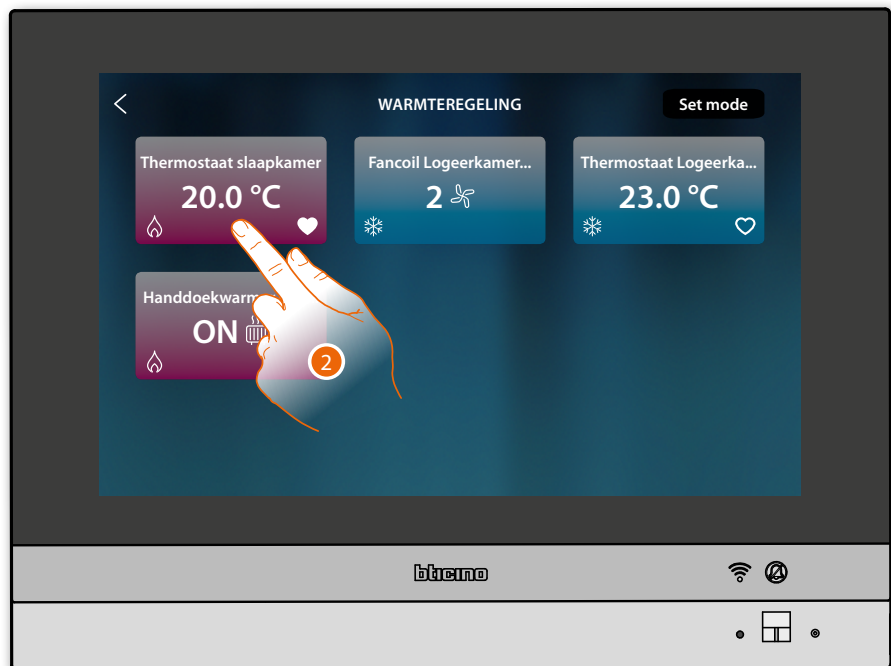 WARMTEREGELING
Set mode
Thermostaat slaapkamer
20.0 °C
Fancoil Logeerkamer...
2
Thermostaat Logeerka...
23.0 °C
Handdoekwarm
ON
2
bticino